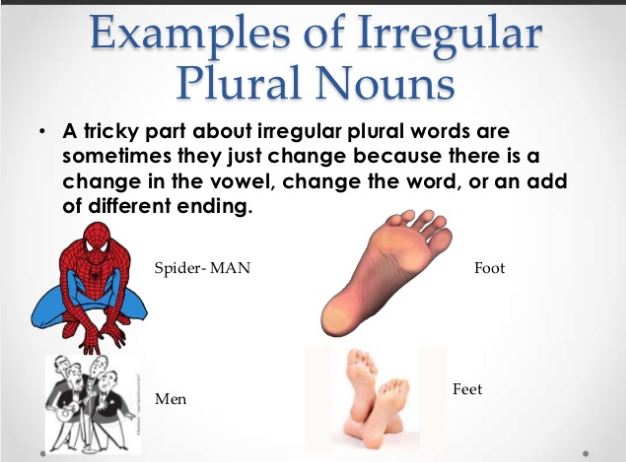 Examples of Irregular
Plural Nouns
• A tricky part about irregular plural words are
sometimes they just change because there is a
change in the vowel, change the word, or an add
of different ending.
Spider- MAN
Foot
Men
Feet